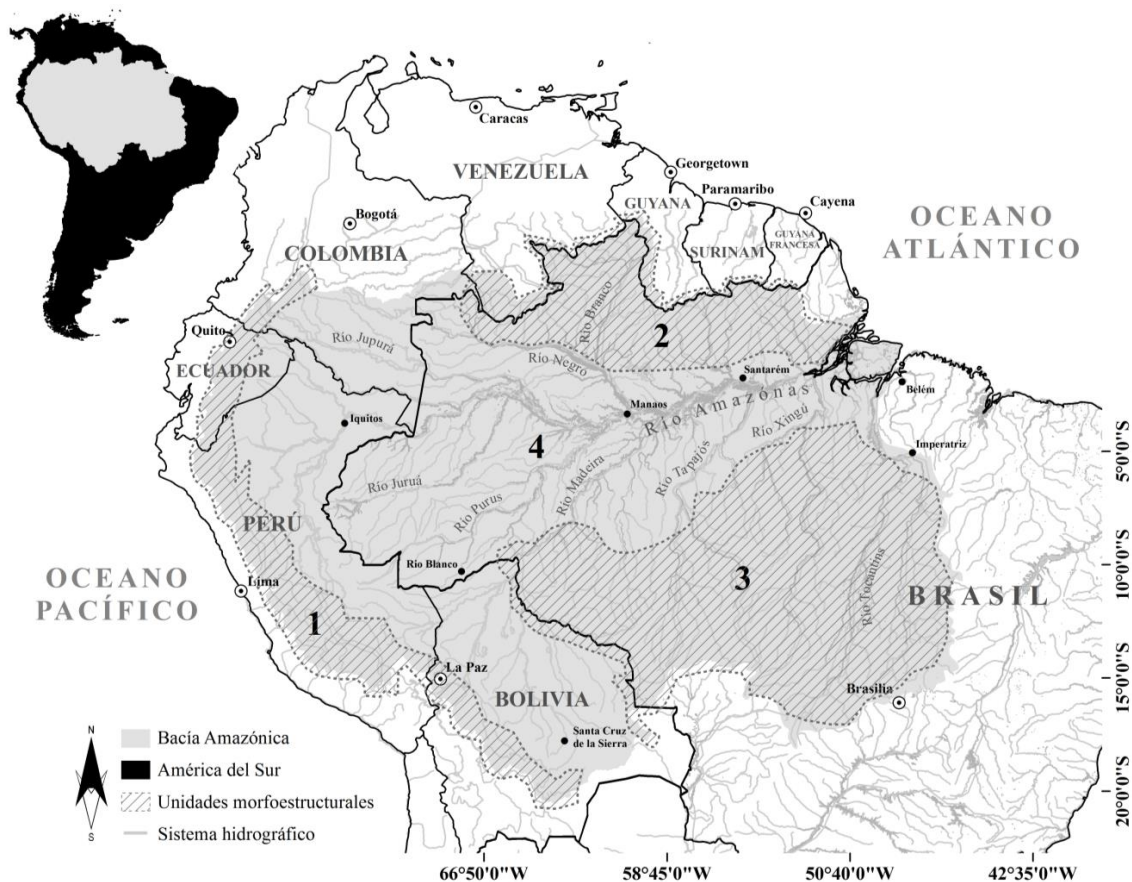 Caracas
VENEZUELA
Georgetown
Paramaribo
Cayena
GUYANA
OCEANO
ATLÁNTICO
Bogotá
COLOMBIA
SURINAM
GUYANA
FRANCESA
Río Branco
2
Quito
Río Jupurá
Río Negro
ECUADOR
Santarém
Belém
Manaos
Río Amazónas
Iquitos
Río Xingú
4
Imperatriz
Río Tapajós
Río Madeira
Río Juruá
Río Purus
PERÚ
Río Blanco
3
Río Tocantins
BRASIL
OCEANO
PACÍFICO
Lima
1
La Paz
BOLIVIA
Brasilia
Santa Cruz
de la Sierra
N
S
Bacía Amazónica
América del Sur
Unidades morfoestructurales
Sistema hidrográfico
5°0'0"S
10°0'0"S
15°0'0"S
20°0'0"S
66°50'0"W
58°45'0"W
50°40'0"W
42°35'0"W